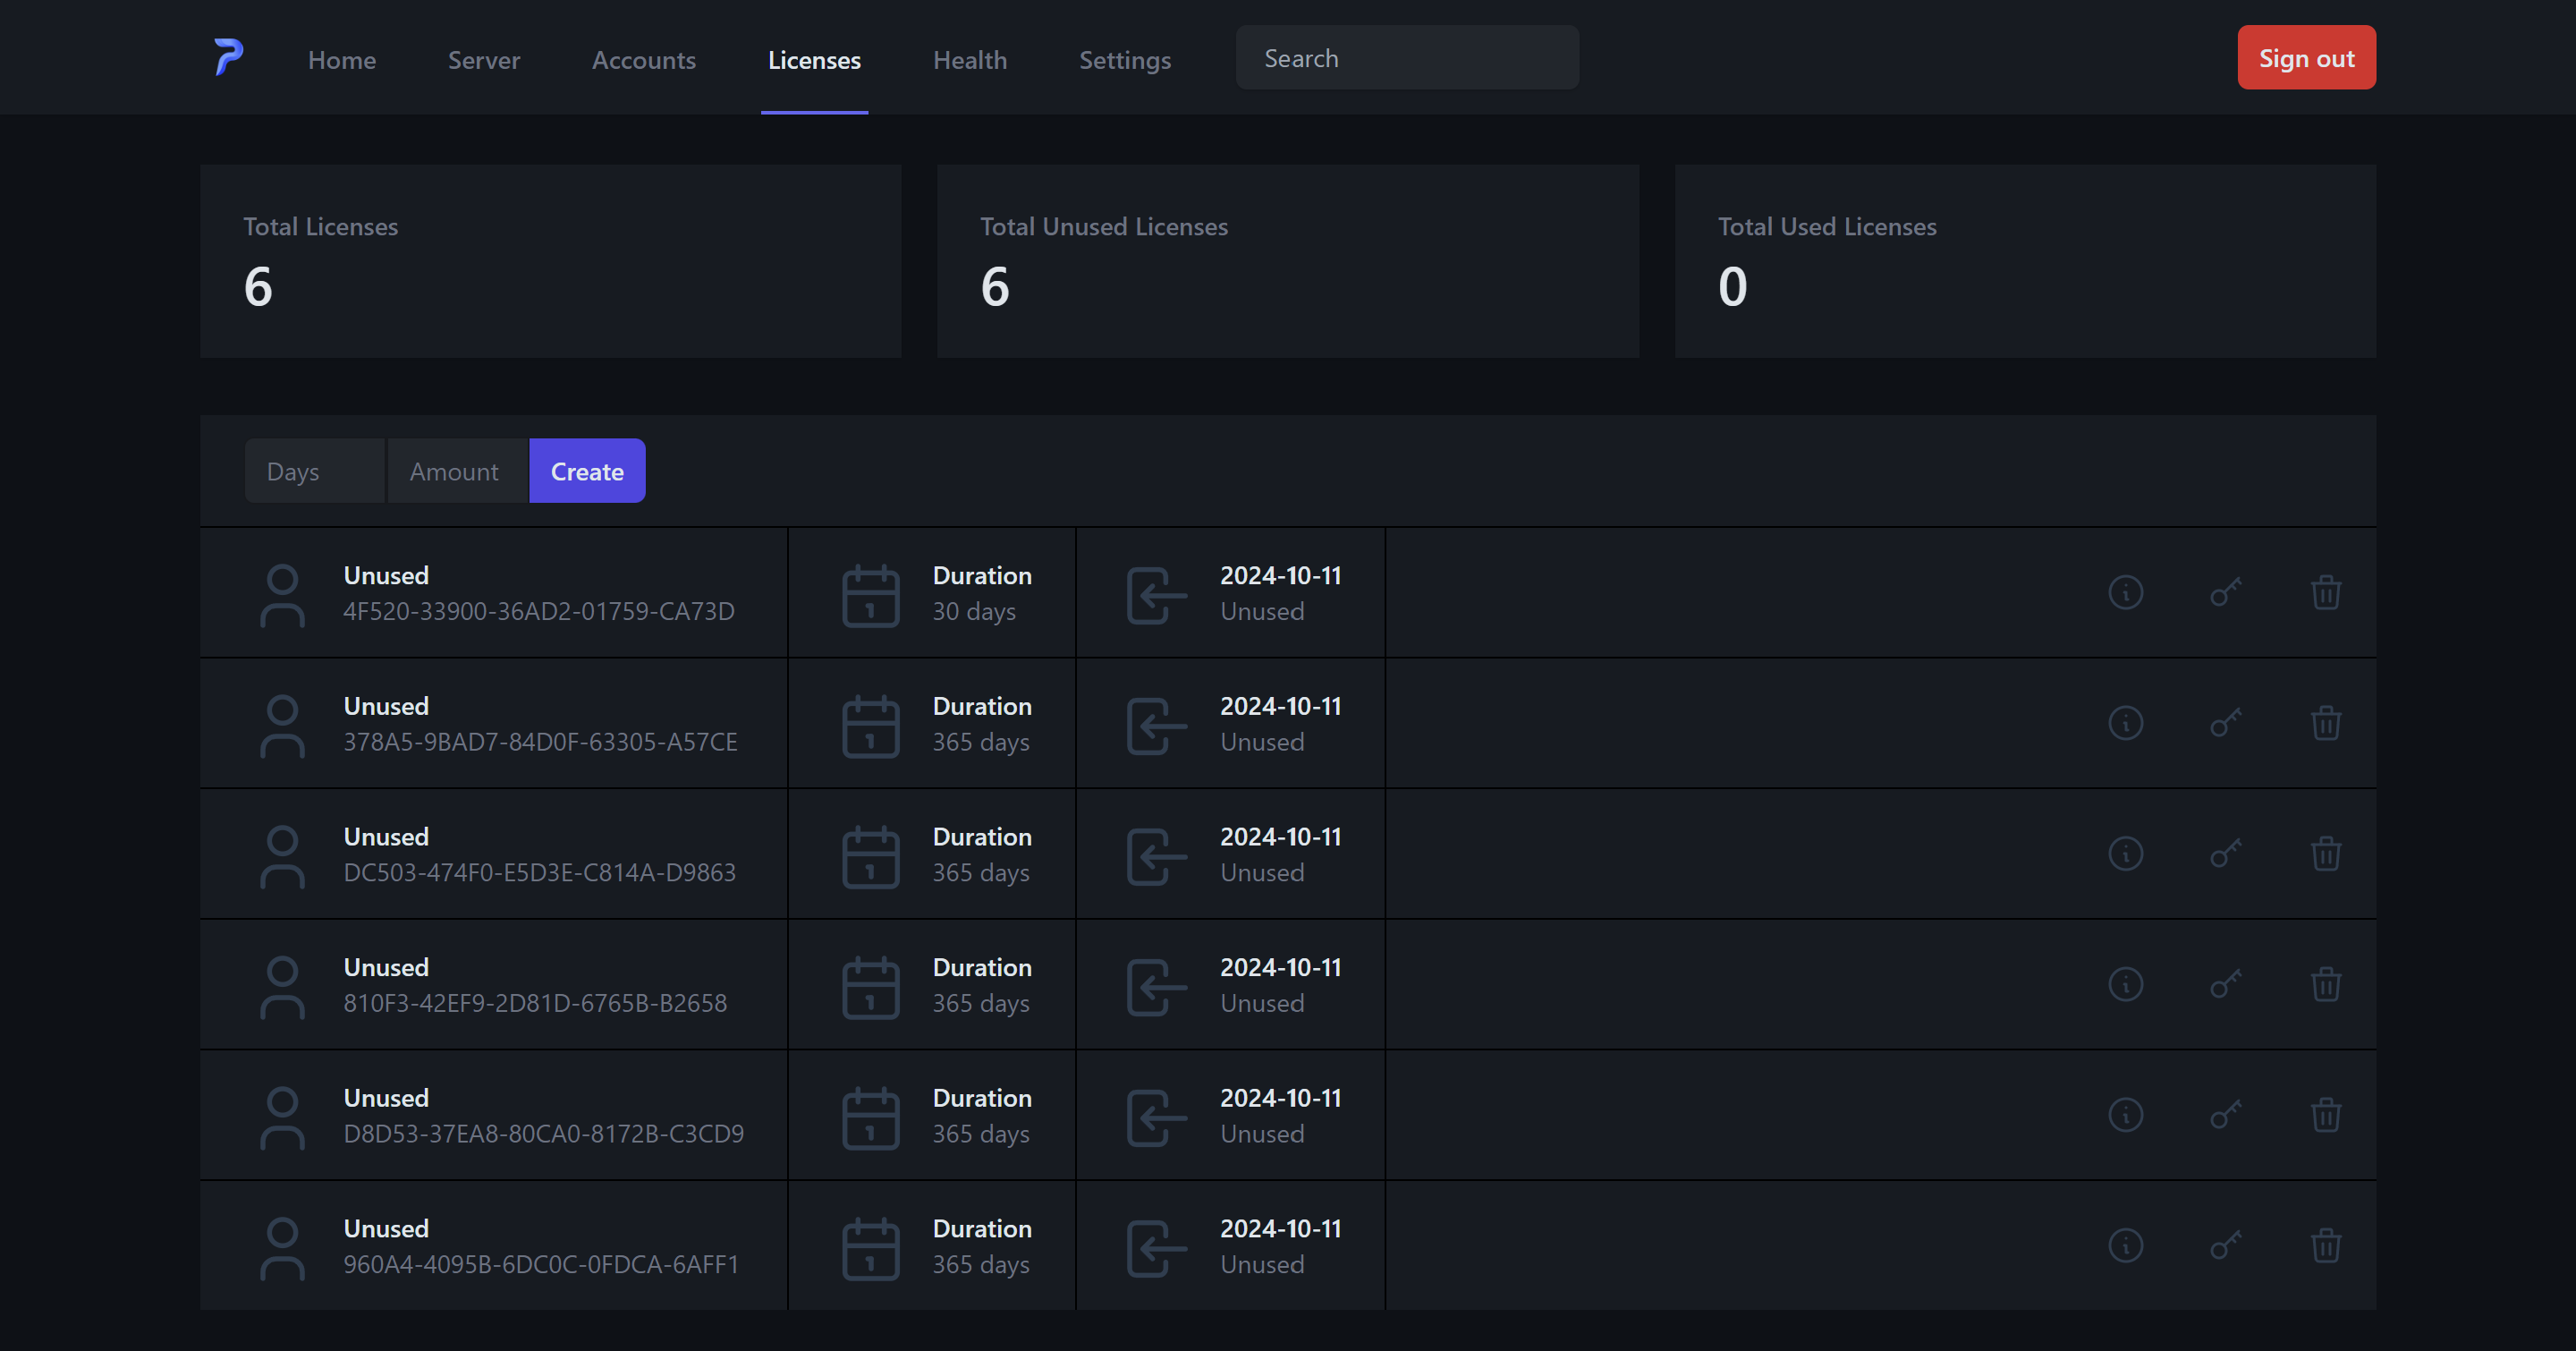 Home Server Accounts Licenses Health Settings Search Sign out
Total Licenses
6
Total Unused Licenses
6
Total Used Licenses
0
Days Amount Create
Unused Duration 2024-10-11
4F520-33900-36AD2-01759-CA73D 30 days Unused
Unused Duration 2024-10-11
378A5-9BAD7-84D0F-63305-A57CE 365 days Unused
Unused Duration 2024-10-11
DC503-474F0-E5D3E-C814A-D9863 365 days Unused
Unused Duration 2024-10-11
810F3-42EF9-2D81D-6765B-B2658 365 days Unused
Unused Duration 2024-10-11
D8D53-37EA8-80CA0-8172B-C3CD9 365 days Unused
Unused Duration 2024-10-11
960A4-4095B-6DC0C-0FDCA-6AFF1 365 days Unused